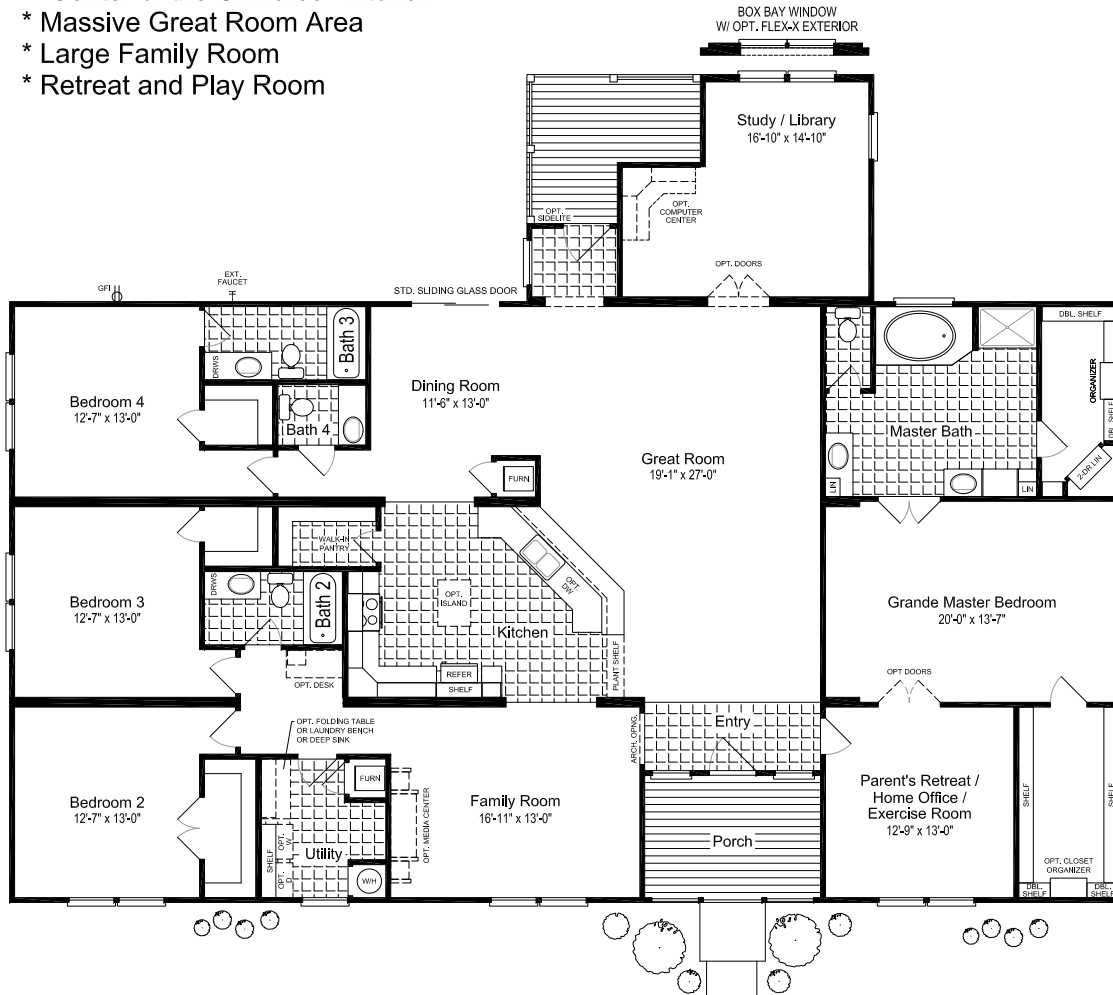 * Massive Great Room Area
* Large Family Room
* Retreat and Play Room
BOX BAY WINDOW
W/ OPT. FLEX-X EXTERIOR
Study / Library
16'-10" x 14'-10"
OPT.
COMPUTER
CENTER
OPT.
SIDELITE
OPT. DOORS
GFI
EXT.
FAUCET
STD. SLIDING GLASS DOOR
Bath 3
DRWS
Bedroom 4
12'-7" x 13'-0"
Bath 4
Dining Room
11'-6" x 13'-0"
FURN
Great Room
19'-1" x 27'-0"
DBL. SHELF
ORGANIZER
DBL. SHELF
2-DR LIN
Master Bath
LIN
LIN
WALK-IN
PANTRY
OPT.
DW
OPT.
ISLAND
Kitchen
Bedroom 3
12'-7" x 13'-0"
DRWS
Bath 2
OPT. DESK
REFER
SHELF
PLANT SHELF
Grande Master Bedroom
20'-0" x 13'-7"
OPT DOORS
OPT. FOLDING TABLE
OR LAUNDRY BENCH
OR DEEP SINK
ARCH. OPNG.
Entry
FURN
Bedroom 2
12'-7" x 13'-0"
OPT. MEDIA CENTER
Family Room
16'-11" x 13'-0"
Utility
SHELF
OPT. W
OPT. D
W/H
Porch
Parent's Retreat /
Home Office /
Exercise Room
12'-9" x 13'-0"
SHELF
SHELF
OPT. CLOSET
ORGANIZER
DBL.
SHELF
DBL.
SHELF